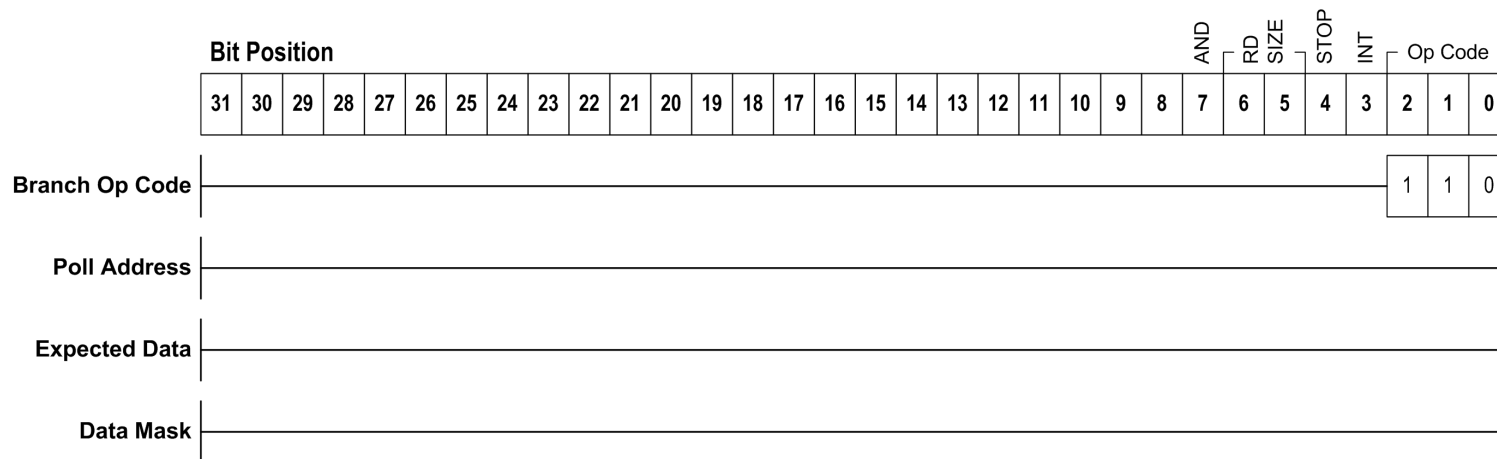 Bit Position AND RD SIZE STOP INT Op Code
31 30 29 28 27 26 25 24 23 22 21 20 19 18 17 16 15 14 13 12 11 10 9 8 7 6 5 4 3 2 1 0
Branch Op Code 1 1 0
Poll Address
Expected Data
Data Mask